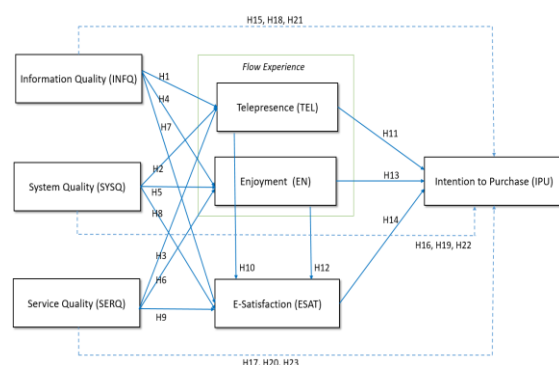 H15, H18, H21
Flow Experience
Information Quality (INFQ)
H1
H4
H7
Telepresence (TEL)
H11
System Quality (SYSQ)
H2
H5
H8
Enjoyment (EN)
H13
Intention to Purchase (IPU)
H14
H16, H19, H22
H3
H6
H10
H12
Service Quality (SERQ)
H9
E-Satisfaction (ESAT)
H17, H20, H23